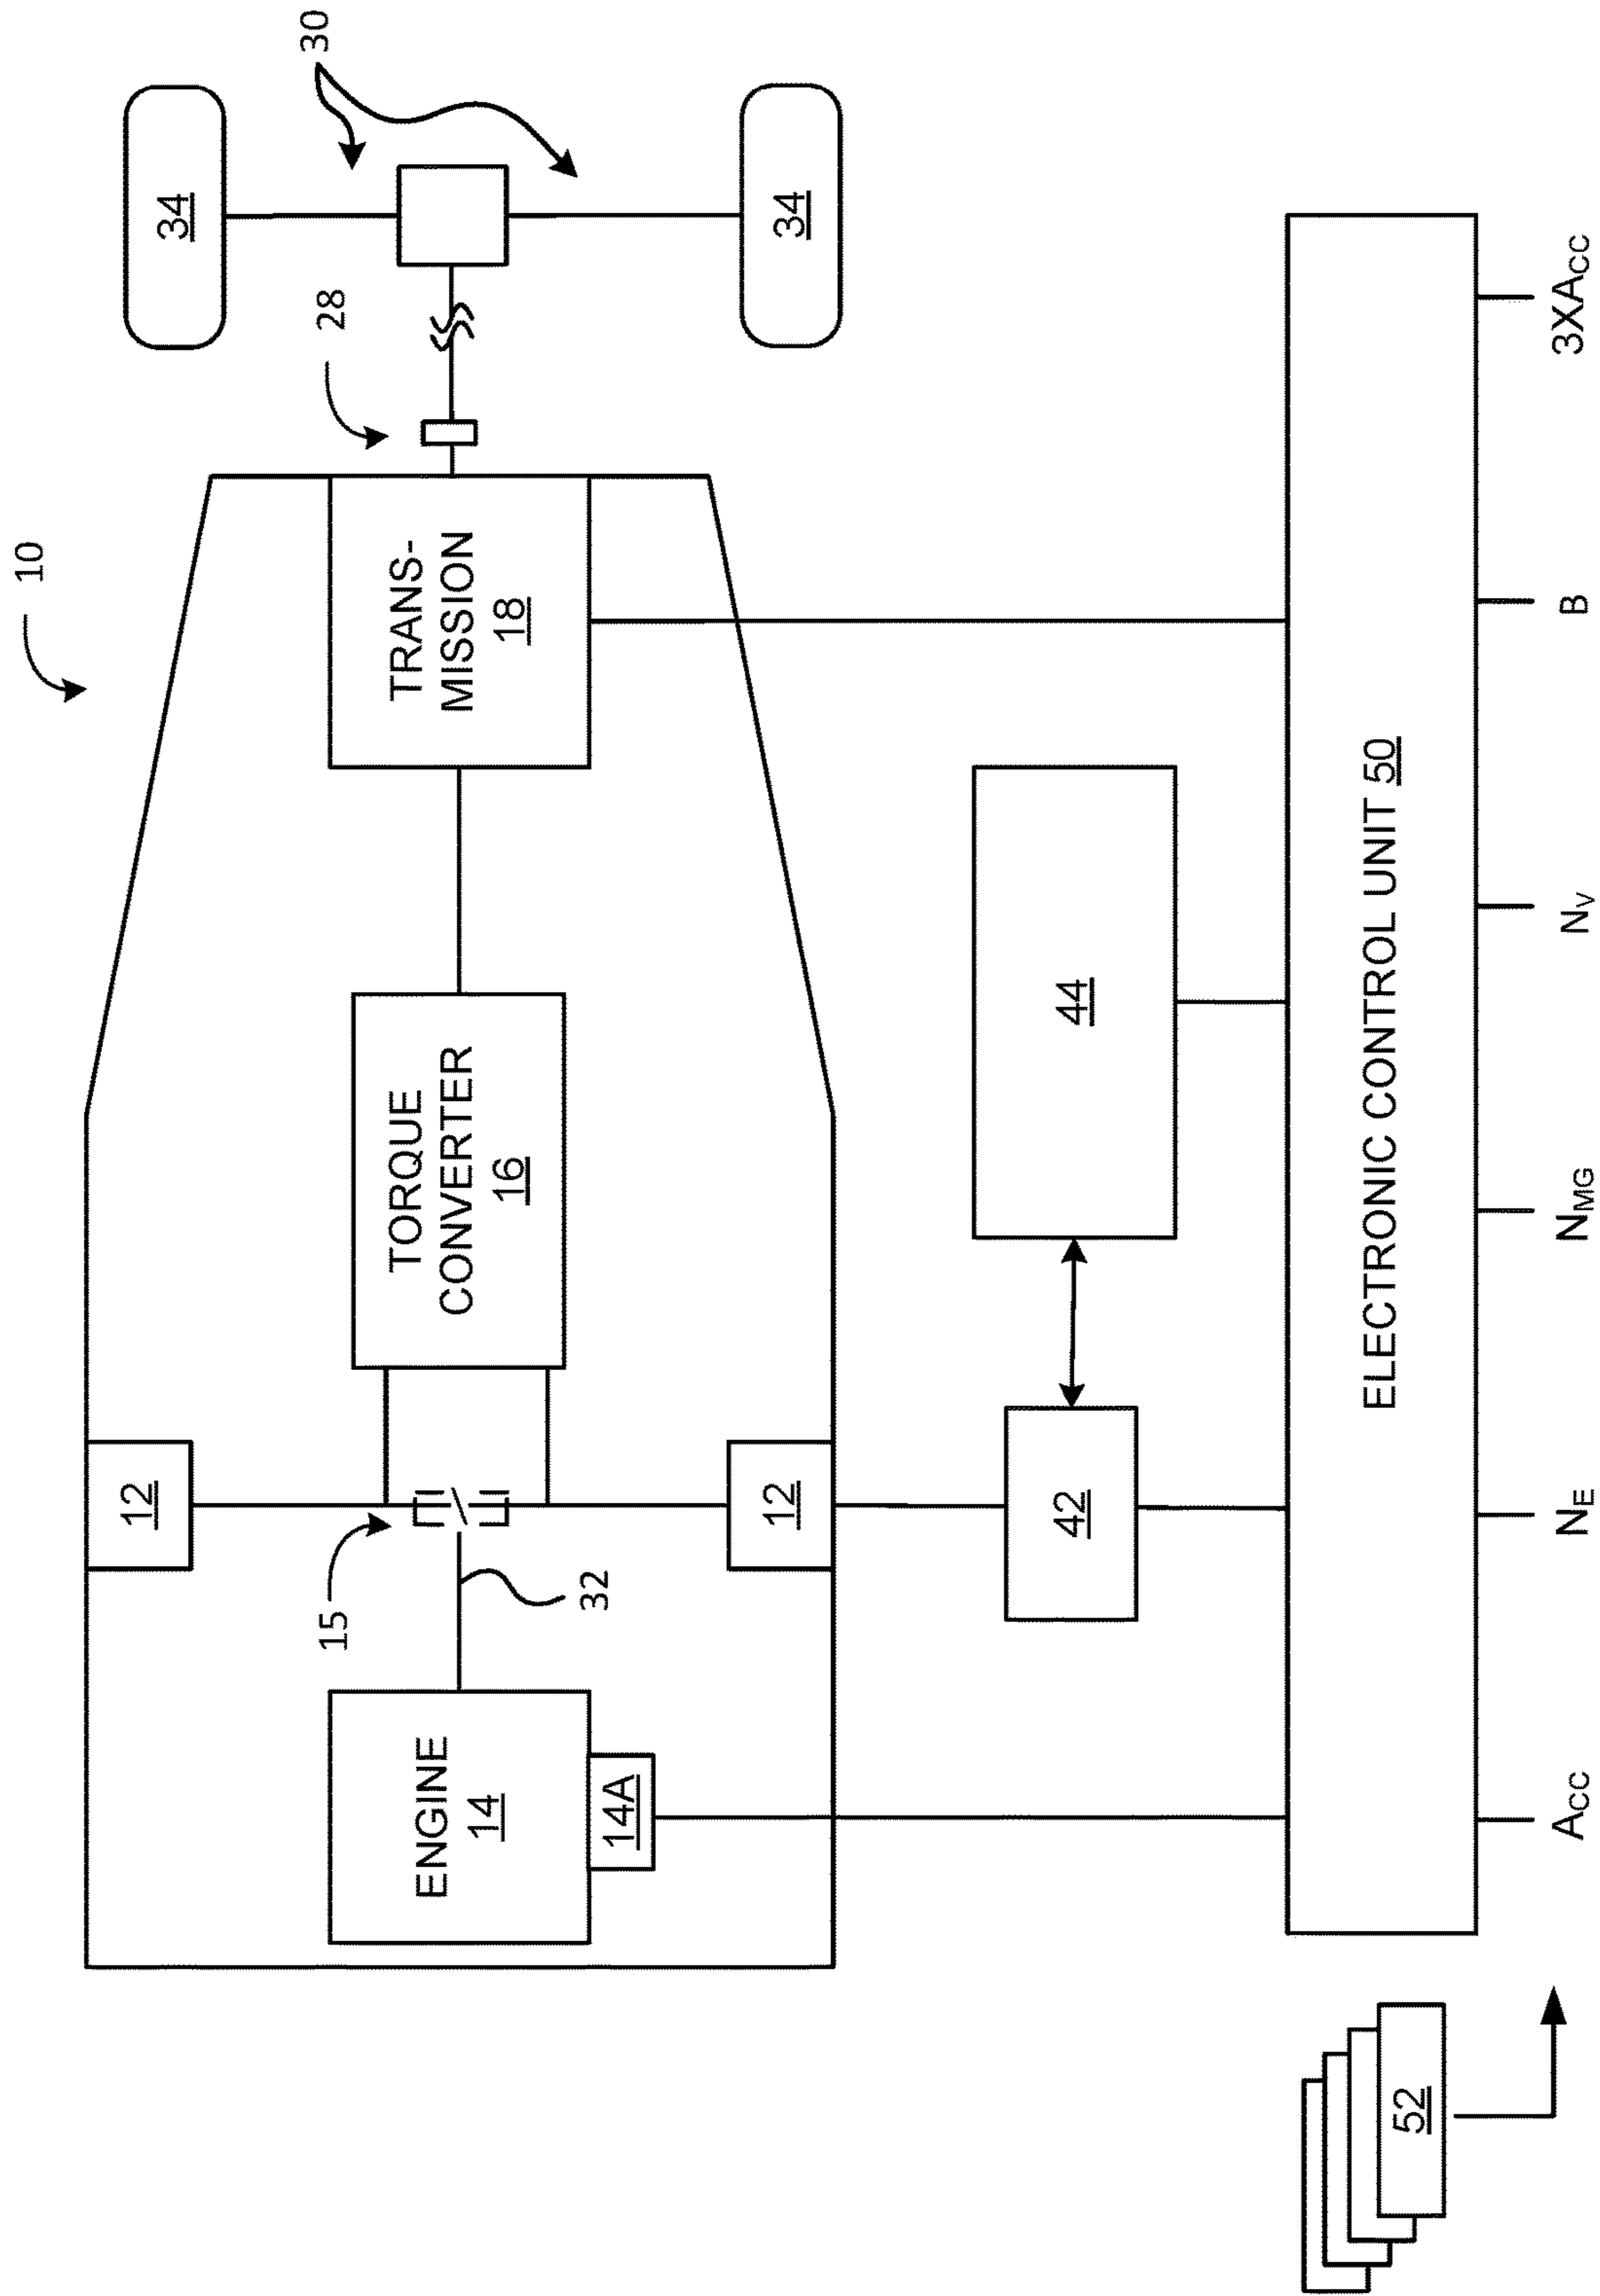 10
30
12
34
15
28
ENGINE
14
14A
32
TORQUE
CONVERTER
16
TRANS-
MISSION
18
12
34
42
44
ELECTRONIC CONTROL UNIT 50
52
ACC
NE
NMG
NV
B
3XACC